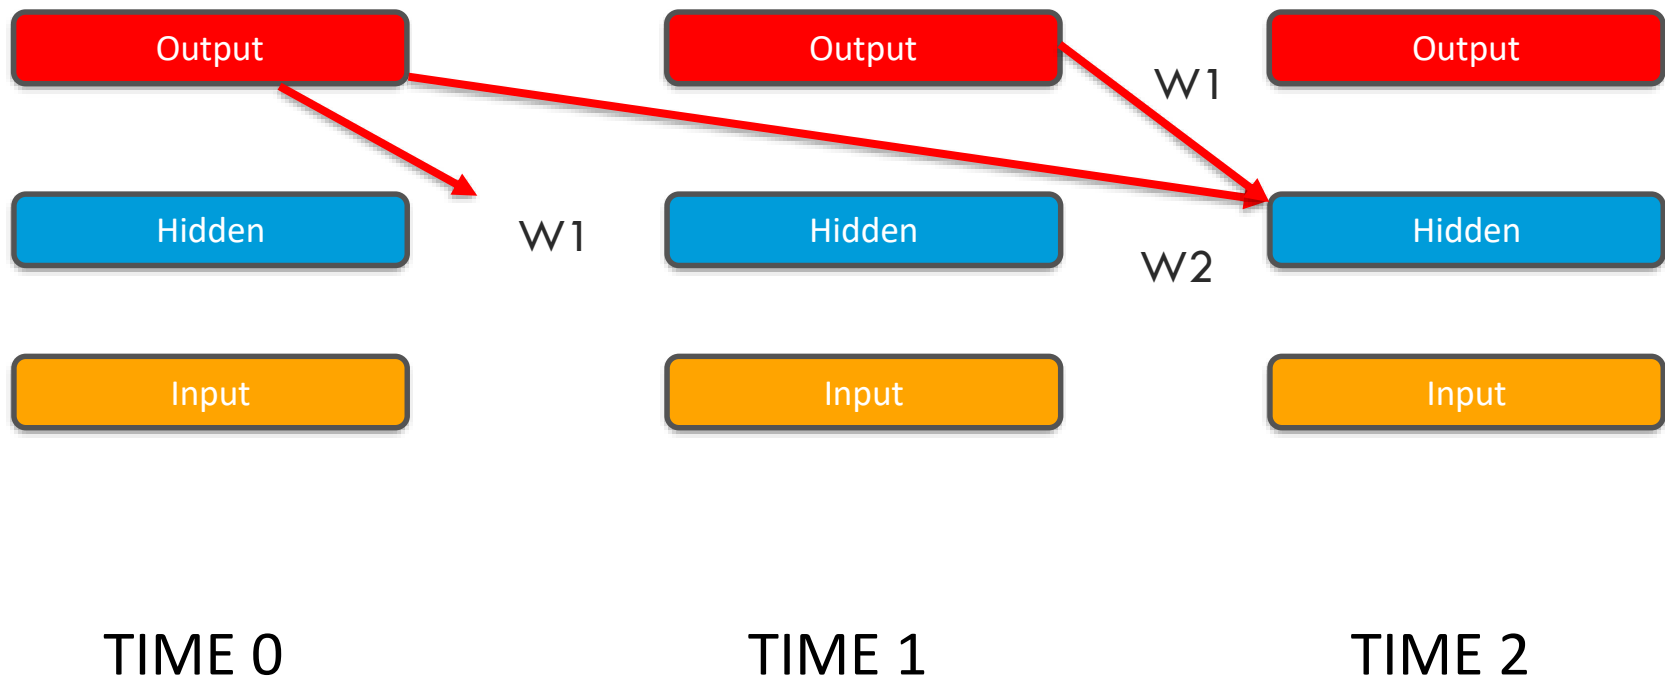 Output
Output
Output
W1
Hidden
W1
Hidden
W2
Hidden
Input
Input
Input
TIME 0
TIME 1
TIME 2